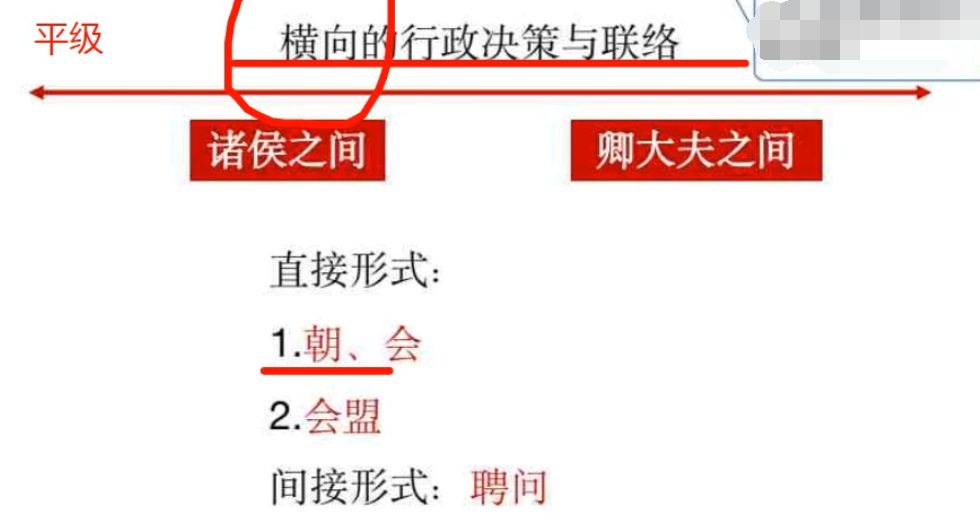 平级
横向的行政决策与联络
诸侯之间
卿大夫之间
直接形式：
1.朝、会
2.会盟
间接形式：聘问